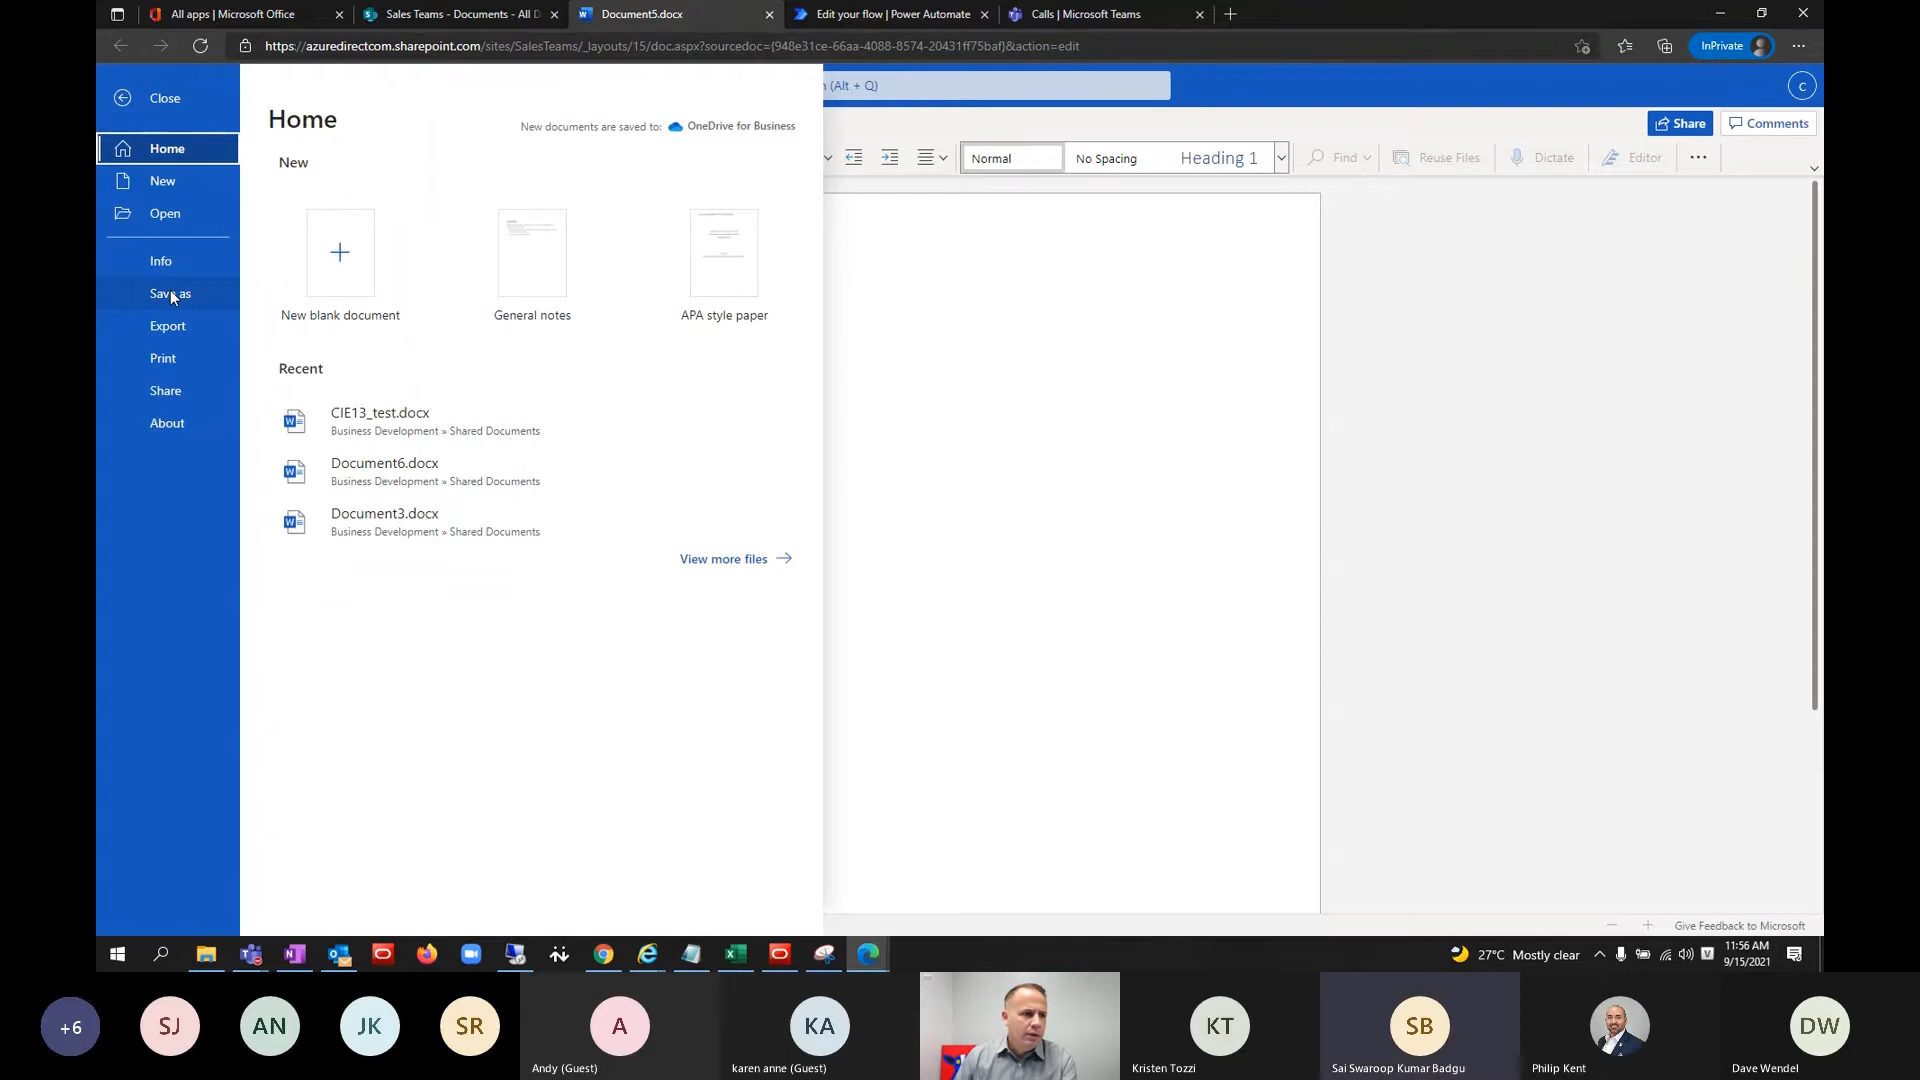 All apps | Microsoft Office
Sales Teams - Documents - All D
Document5.docx
Edit your flow | Power Automate
Calls | Microsoft Teams
https://azuredirectcom.sharepoint.com/sites/SalesTeams/_layouts/15/doc.aspx?sourcedoc={948e31ce-66aa-4088-8574-20431ff75baf}&action=edit
InPrivate
Close
(Alt + Q)
C
Home
New documents are saved to: OneDrive for Business
Share
Comments
Home
New
Normal
No Spacing
Heading 1
Find
Reuse Files
Dictate
Editor
New
Open
Info
Save as
Export
Print
Share
About
New blank document
General notes
APA style paper
Recent
CIE13_test.docx
Business Development » Shared Documents
Document6.docx
Business Development » Shared Documents
Document3.docx
Business Development » Shared Documents
View more files
Give Feedback to Microsoft
27°C Mostly clear
V
11:56 AM
9/15/2021
+6
SJ
AN
JK
SR
A
KA
KT
SB
DW
Andy (Guest)
karen anne (Guest)
Kristen Tozzi
Sai Swaroop Kumar Badgu
Philip Kent
Dave Wendel